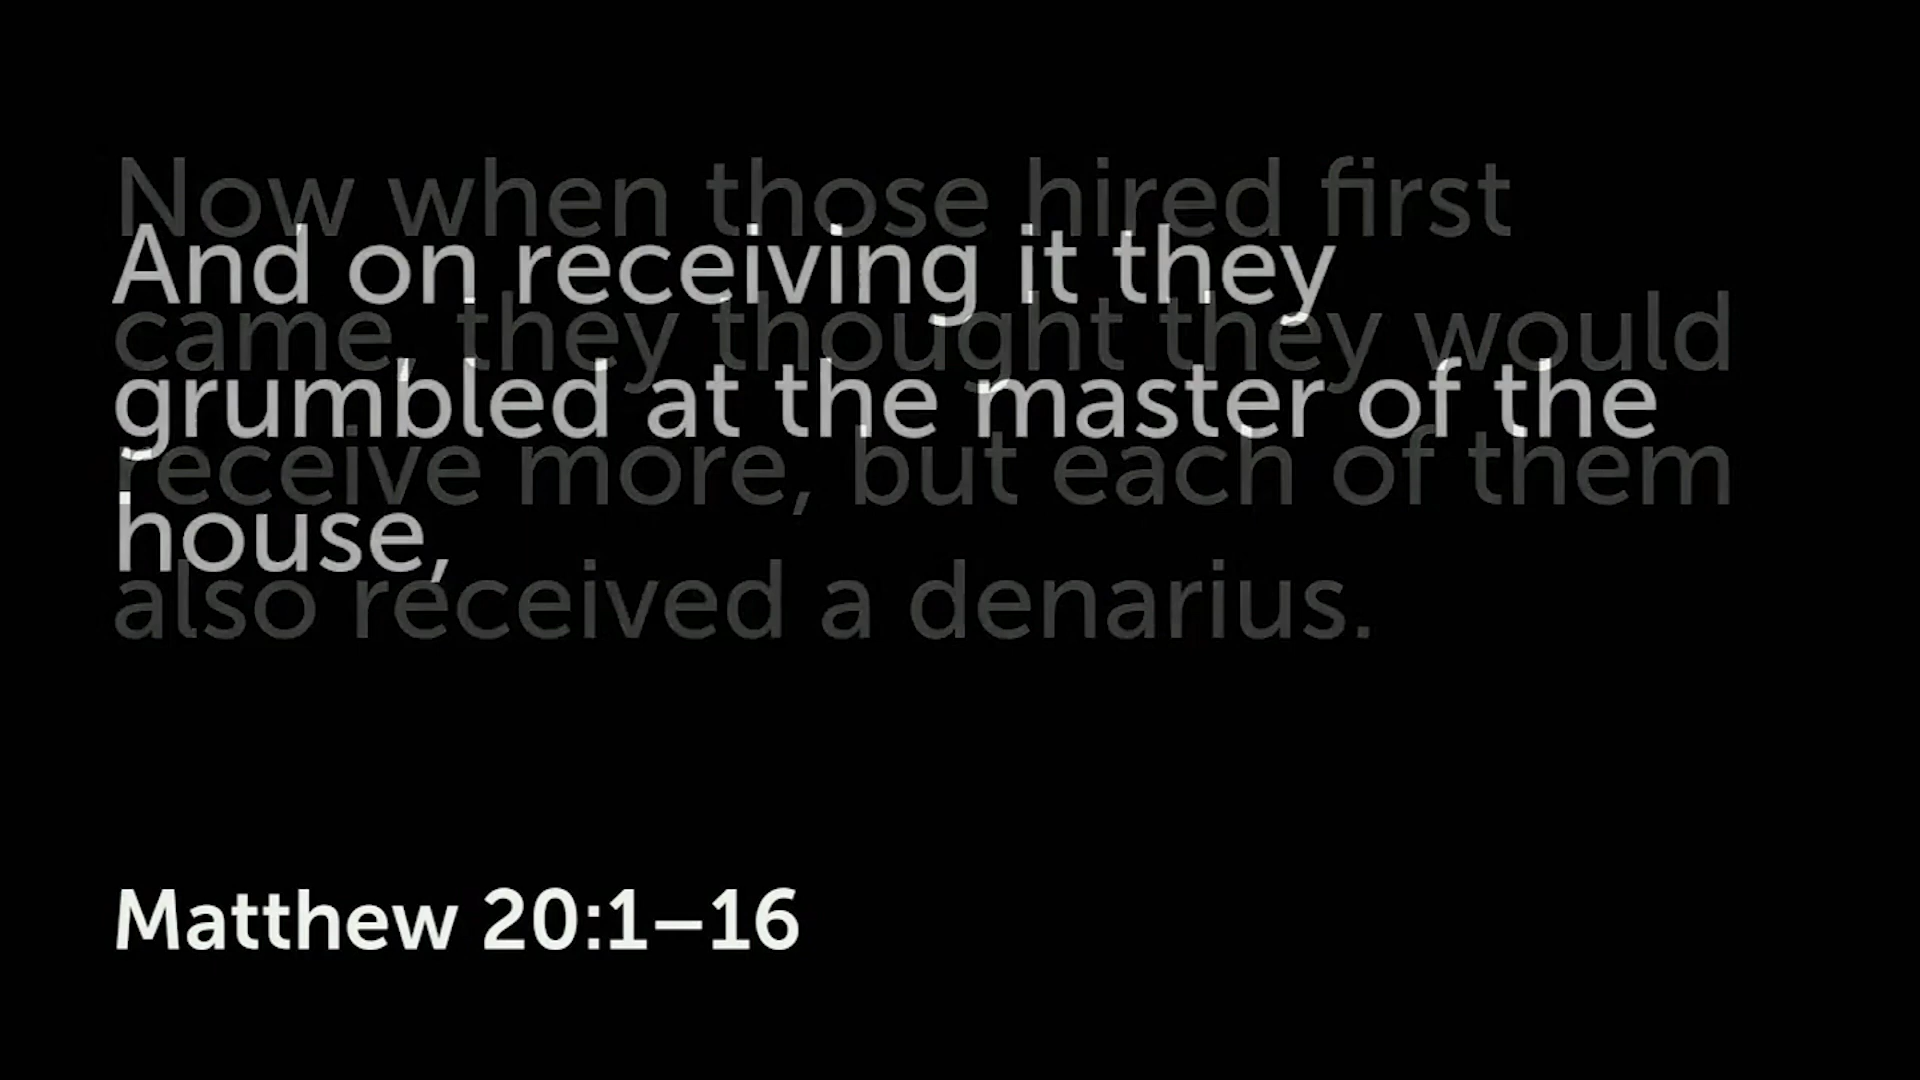 Now when those hired first
came, they thought they would
receive more, but each of them
also received a denarius.
And on receiving it they
grumbled at the master of the
house,
Matthew 20:1–16